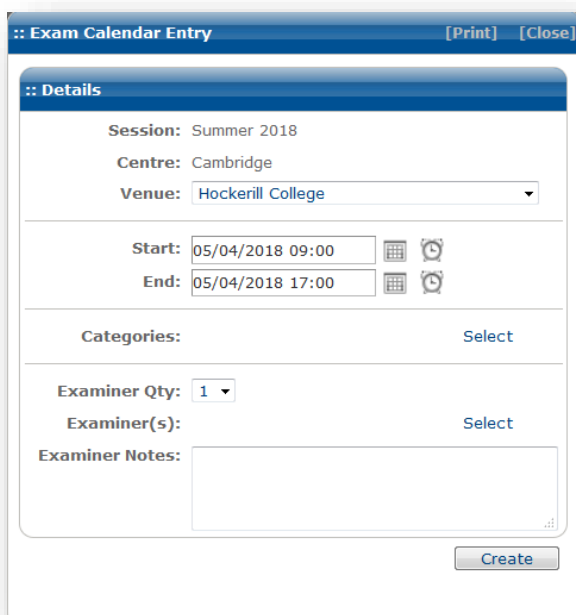 :: Exam Calendar Entry [Print] [Close]
:: Details
Session: Summer 2018
Centre: Cambridge
Venue: Hockerill College
Start: 05/04/2018 09:00
End: 05/04/2018 17:00
Categories: Select
Examiner Qty: 1
Examiner(s): Select
Examiner Notes:
Create